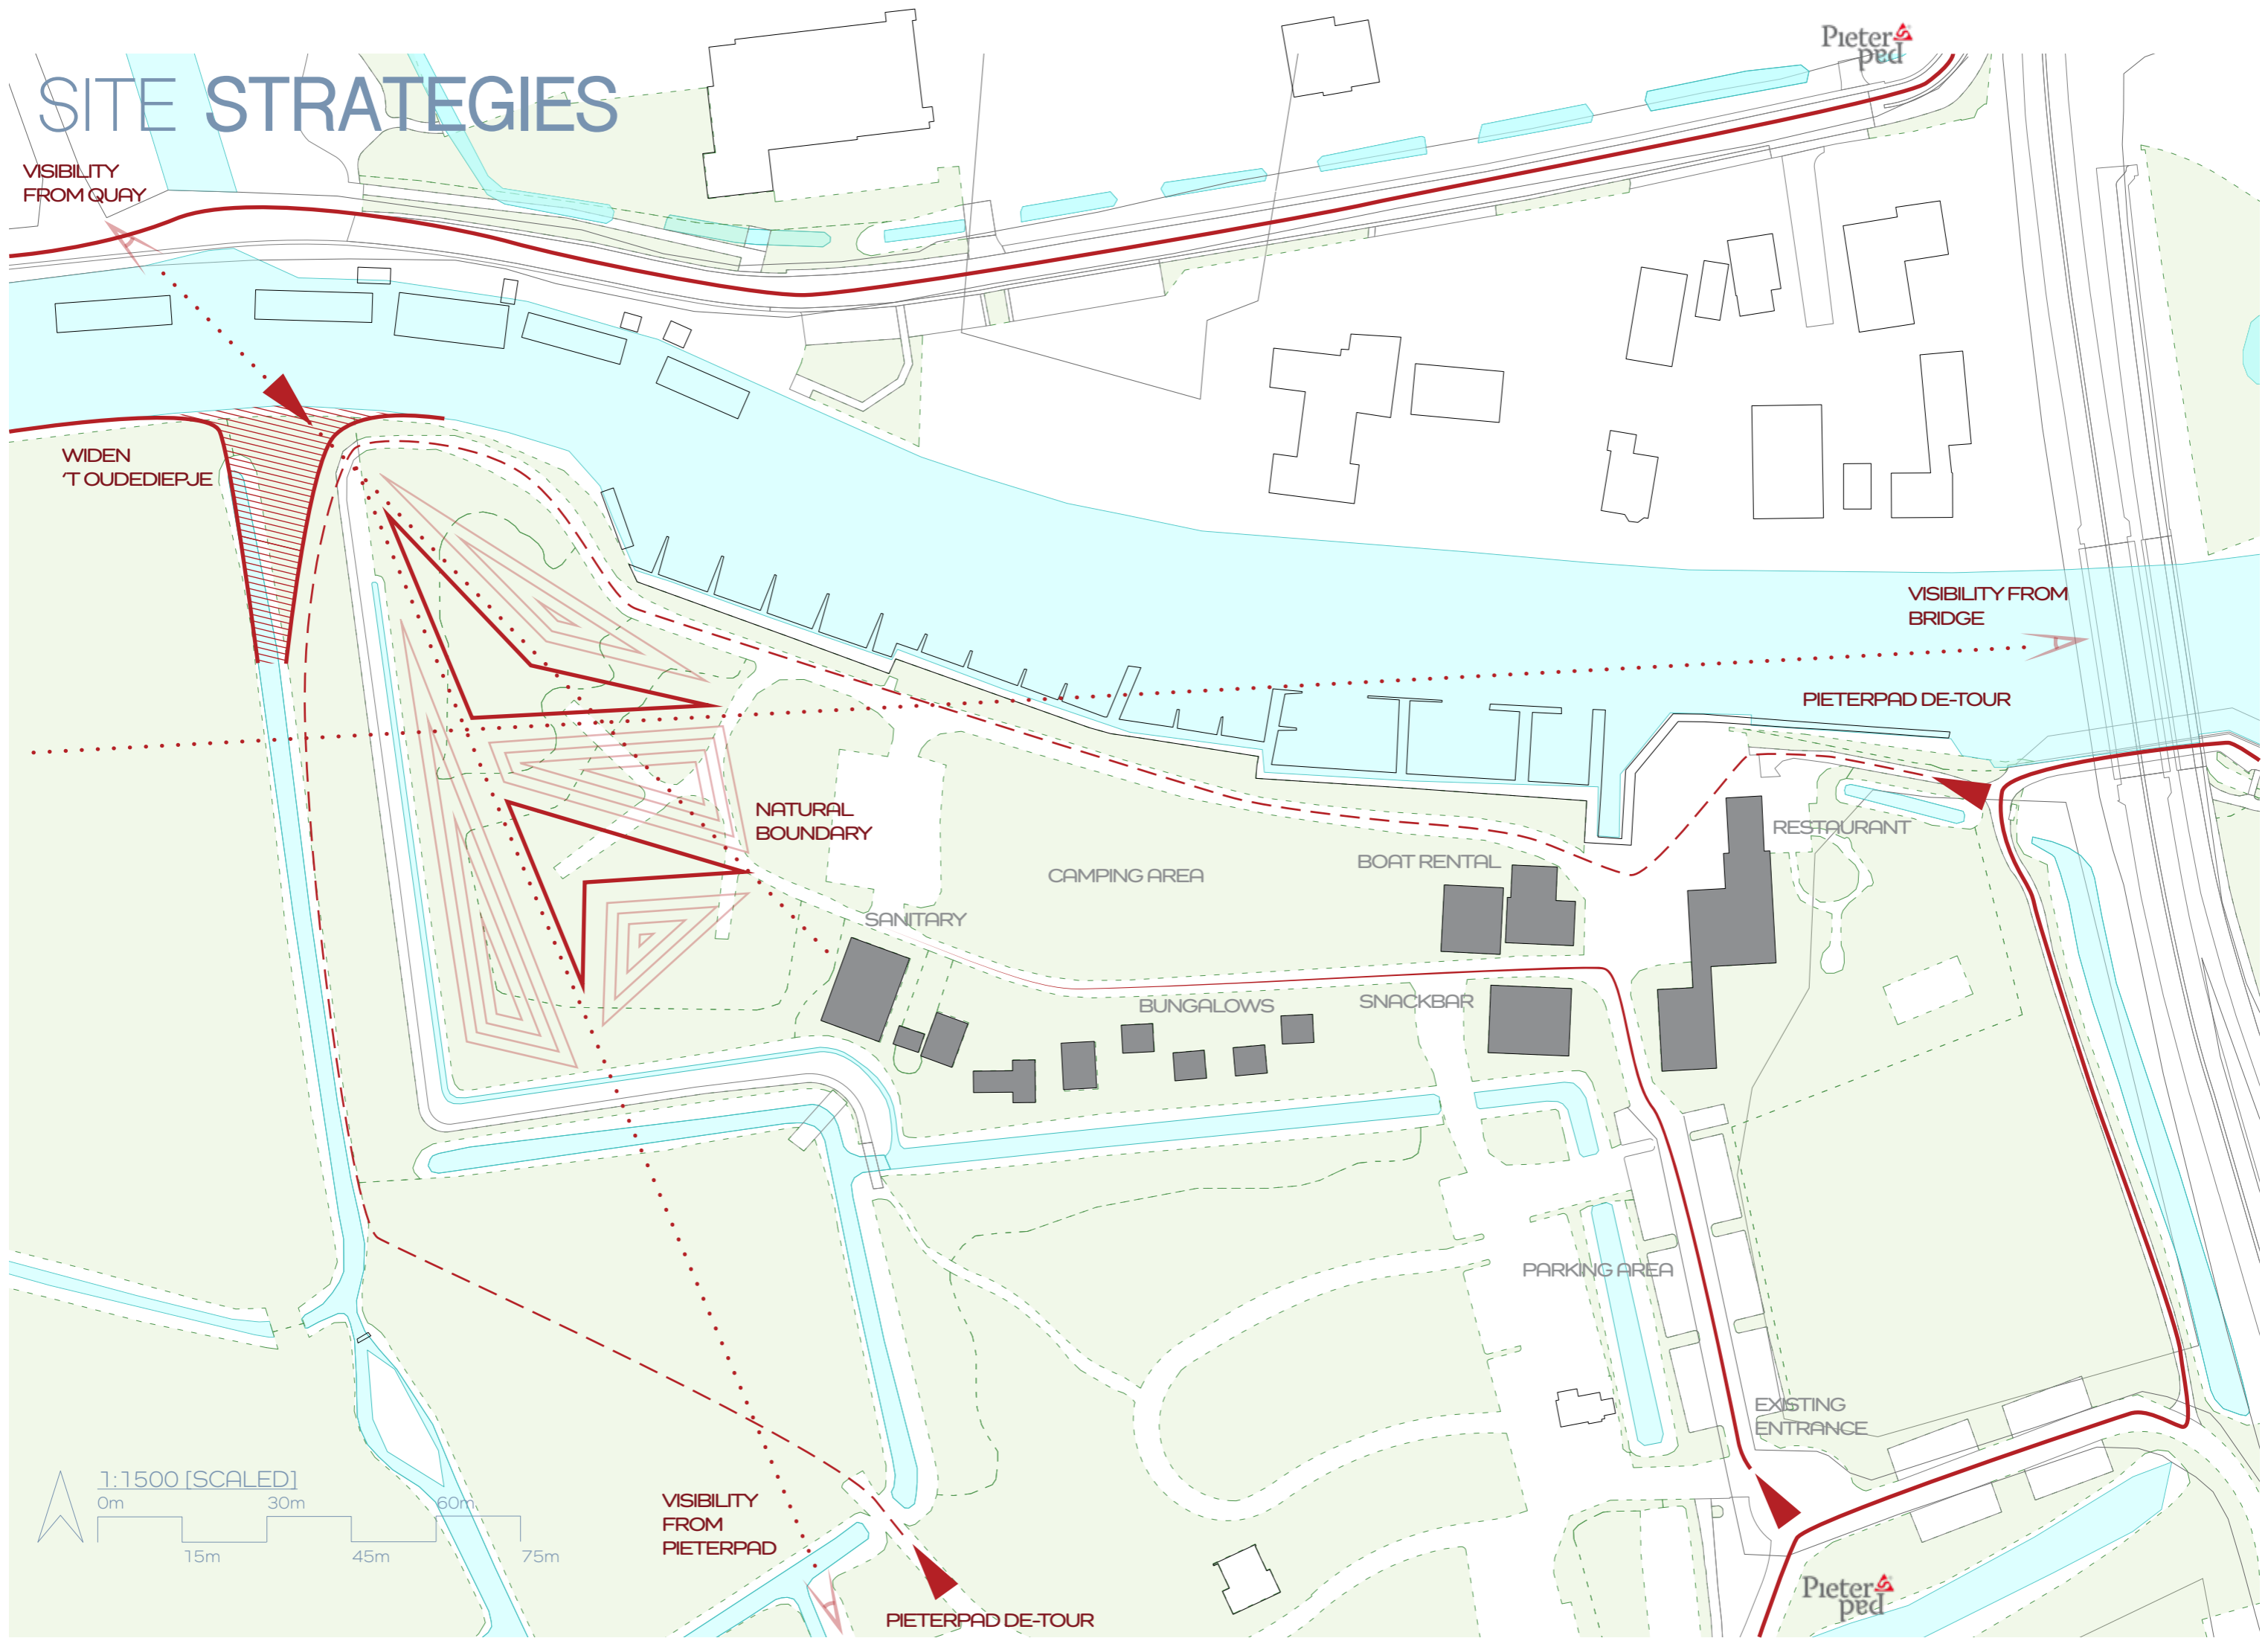 Pieter
pad
SITE STRATEGIES
VISIBILITY
FROM QUAY
WIDEN
'T OUDEDIEPJE
VISIBILITY FROM
BRIDGE
PIETERPAD DE-TOUR
NATURAL
BOUNDARY
RESTAURANT
BOAT RENTAL
CAMPING AREA
SANITARY
BUNGALOWS
SNACKBAR
PARKING AREA
EXISTING
ENTRANCE
1:1500 [SCALED]
0m 30m 60m
15m 45m 75m
VISIBILITY
FROM
PIETERPAD
PIETERPAD DE-TOUR
Pieter
pad